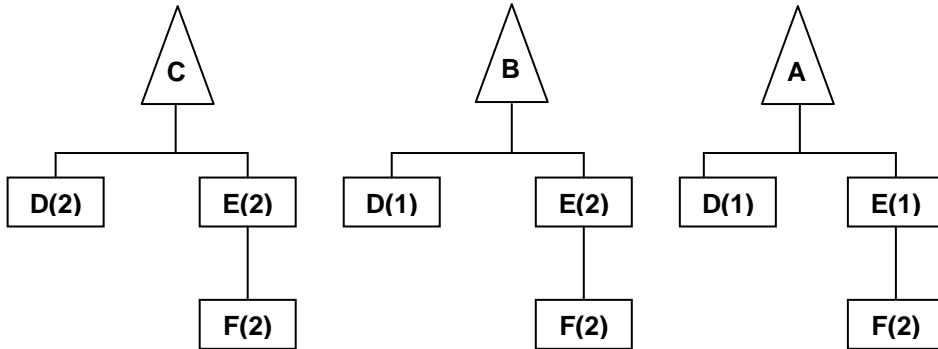 C B A
D(2) E(2) D(1) E(2) D(1) E(1)
F(2) F(2) F(2)